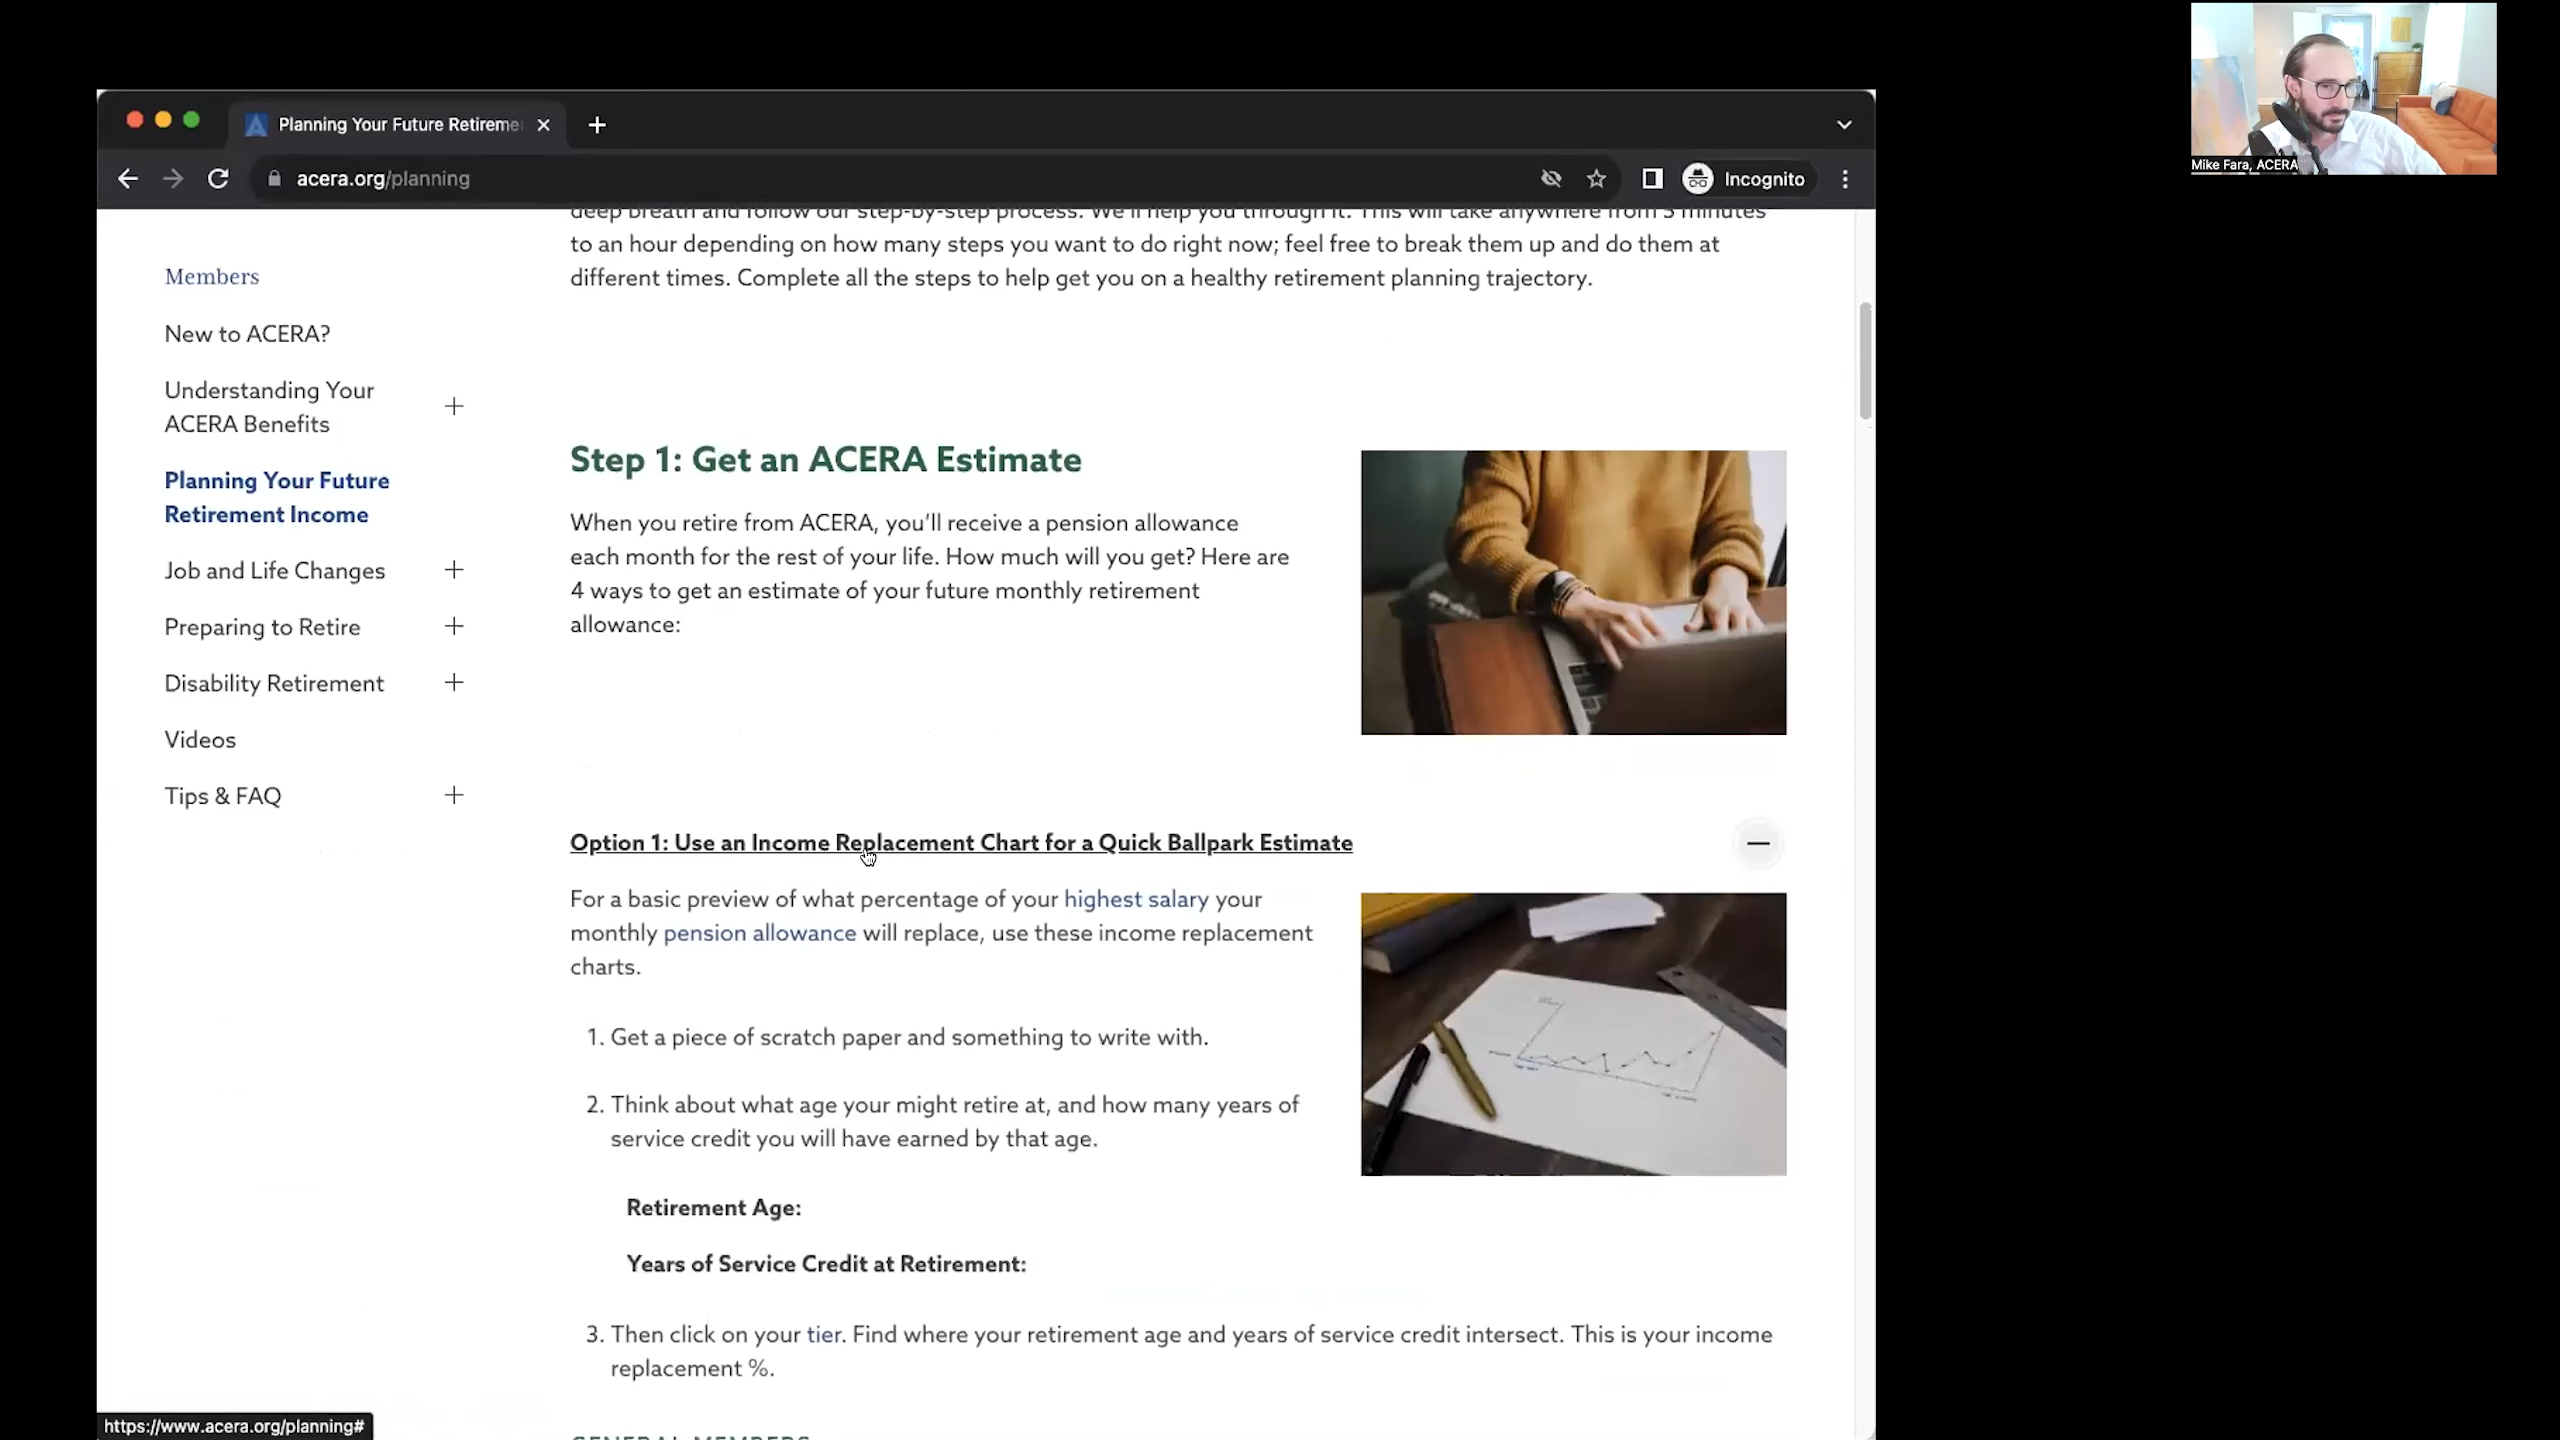 Planning Your Future Retireme
acera.org/planning
Incognito
Mike Fara, ACERA
deep breath and follow our step-by-step process. We'll help you through it. This will take anywhere from 5 minutes
to an hour depending on how many steps you want to do right now; feel free to break them up and do them at
different times. Complete all the steps to help get you on a healthy retirement planning trajectory.
Members
New to ACERA?
Understanding Your
ACERA Benefits
Planning Your Future
Retirement Income
Job and Life Changes
Preparing to Retire
Disability Retirement
Videos
Tips & FAQ
Step 1: Get an ACERA Estimate
When you retire from ACERA, you'll receive a pension allowance
each month for the rest of your life. How much will you get? Here are
4 ways to get an estimate of your future monthly retirement
allowance:
Option 1: Use an Income Replacement Chart for a Quick Ballpark Estimate
For a basic preview of what percentage of your highest salary your
monthly pension allowance will replace, use these income replacement
charts.
1. Get a piece of scratch paper and something to write with.
2. Think about what age your might retire at, and how many years of
service credit you will have earned by that age.
Retirement Age:
Years of Service Credit at Retirement:
3. Then click on your tier. Find where your retirement age and years of service credit intersect. This is your income
replacement %.
GENERAL MEMBERS
https://www.acera.org/planning#